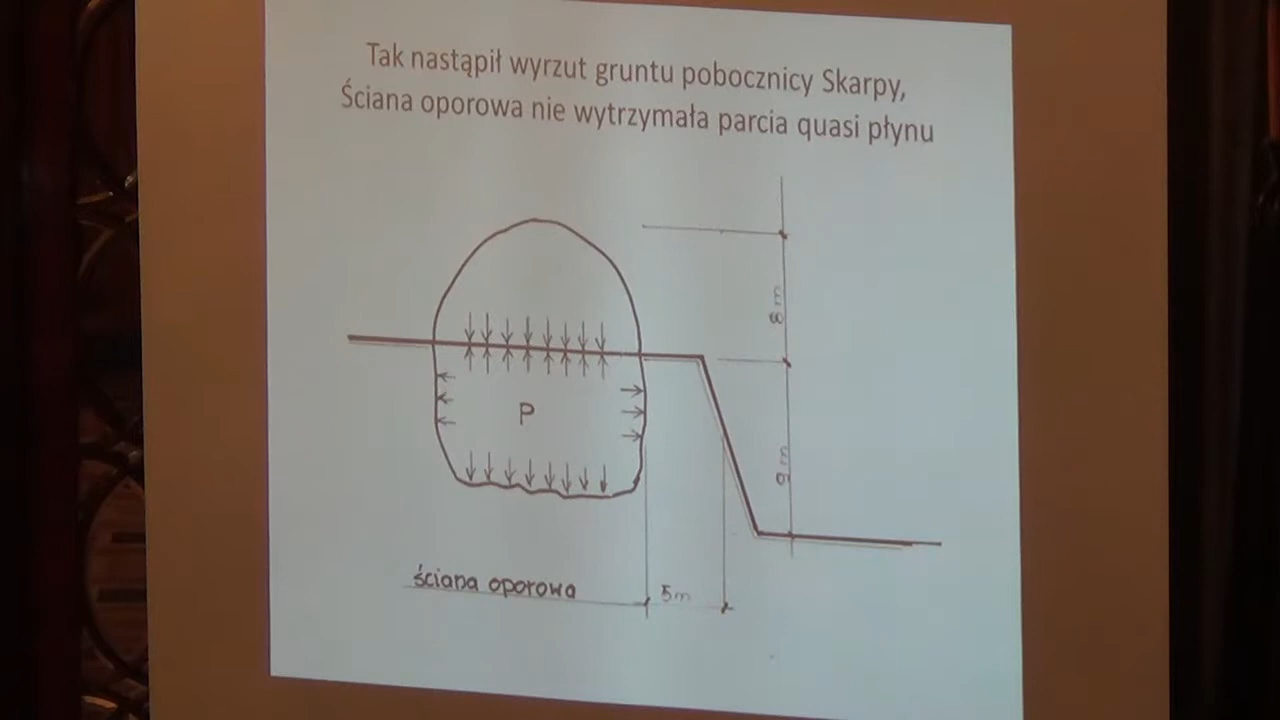 Tak nastąpił wyrzut gruntu pobocznicy Skarpy,
Ściana oporowa nie wytrzymała parcia quasi płynu
8 m
P
9 m
ściana oporowa
5m